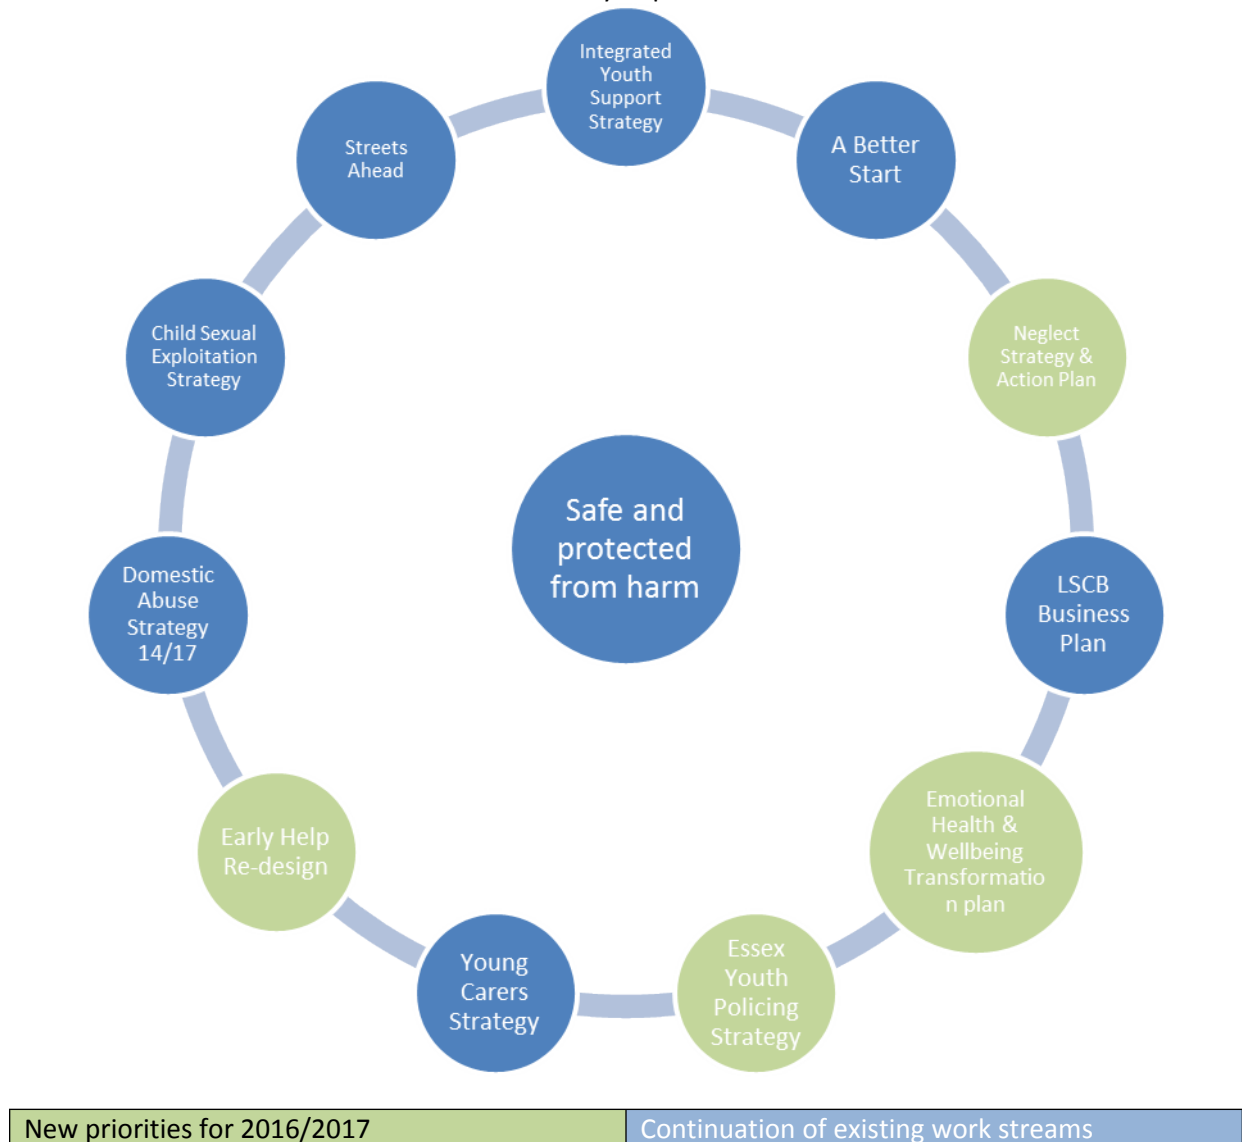 Integrated
Youth
Support
Strategy
A Better
Start
Neglect
Strategy &
Action Plan
LSCB
Business
Plan
Emotional
Health &
Wellbeing
Transformatio
n plan
Essex
Youth
Policing
Strategy
Young
Carers
Strategy
Early Help
Re-design
Domestic
Abuse
Strategy
14/17
Child Sexual
Exploitation
Strategy
Streets
Ahead
Safe and
protected
from harm
New priorities for 2016/2017
Continuation of existing work streams